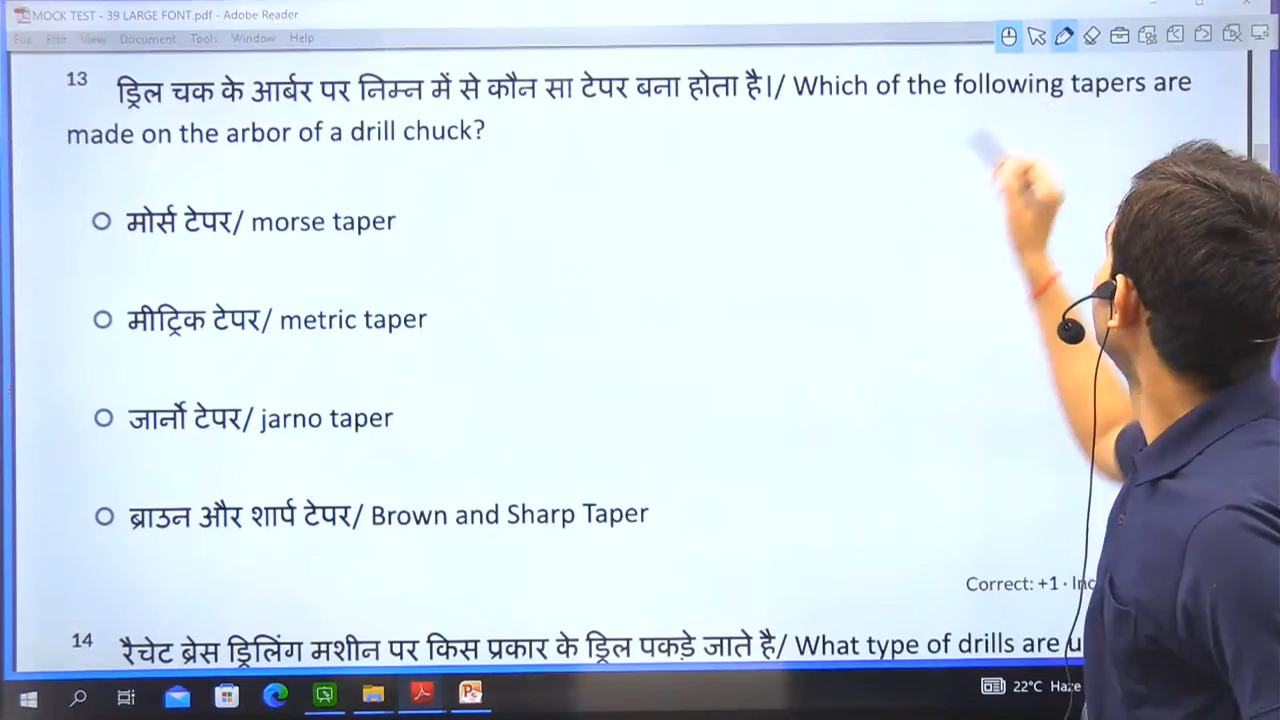 MOCK TEST - 39 LARGE FONT.pdf - Adobe Reader
File Edit View Document Tools Window Help
13 ड्रिल चक के आर्बर पर निम्न में से कौन सा टेपर बना होता है।/ Which of the following tapers are
made on the arbor of a drill chuck?
मोर्स टेपर/ morse taper
मीट्रिक टेपर/ metric taper
जार्नो टेपर/ jarno taper
ब्राउन और शार्प टेपर/ Brown and Sharp Taper
Correct: +1 ·
14 रैचेट ब्रेस ड्रिलिंग मशीन पर किस प्रकार के ड्रिल पकड़े जाते है/ What type of drills are
22°C Haze